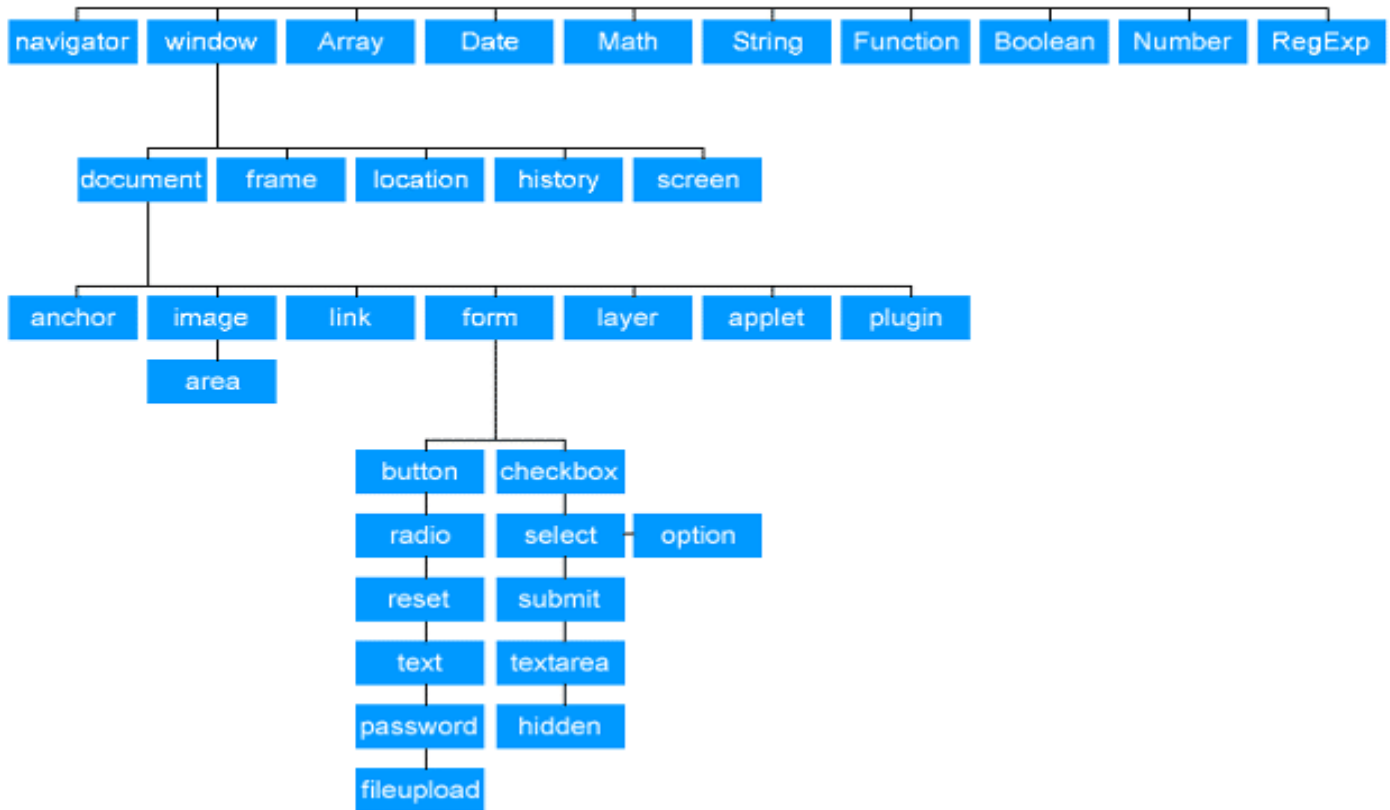 navigator window Array Date Math String Function Boolean Number RegExp
document frame location history screen
anchor image link form layer applet plugin
area
button checkbox
radio select option
reset submit
text textarea
password hidden
fileupload